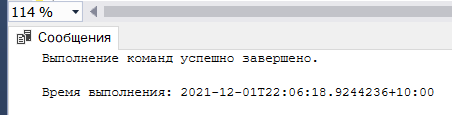 114 %
Сообщения
Выполнение команд успешно завершено.
Время выполнения: 2021-12-01T22:06:18.9244236+10:00